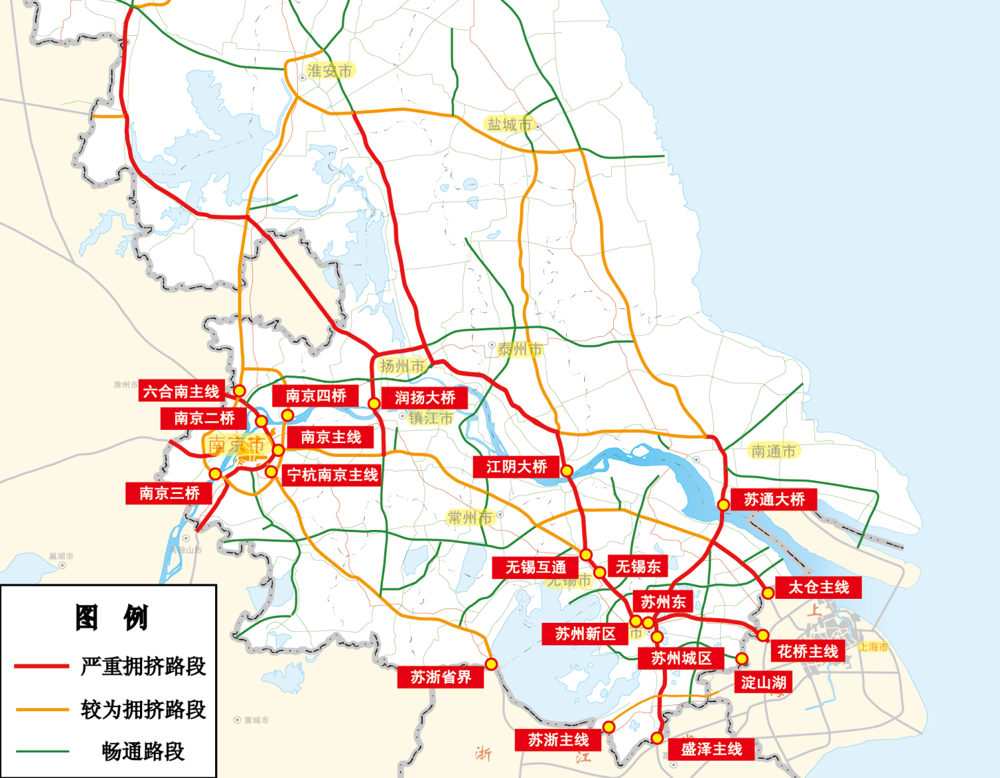 淮安市
盐城市
泰州市
扬州市
滁州市
六合南主线
南京四桥
润扬大桥
南京二桥
镇江市
南京主线
南京市
南通市
江阴大桥
宁杭南京主线
南京三桥
苏通大桥
常州市
马鞍山市
巢湖市
无锡互通
无锡东
无锡市
太仓主线
苏州东
上
苏州新区
市
花桥主线
上海市
苏州城区
苏浙省界
淀山湖
海
宣城市
苏浙主线
盛泽主线
浙
江
省
嘉
图 例
严重拥挤路段
较为拥挤路段
畅通路段